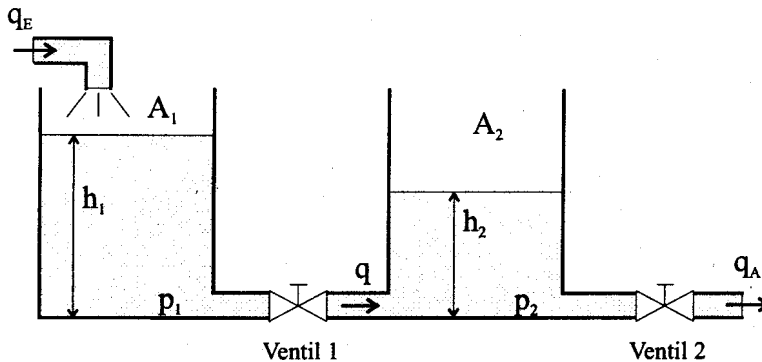 q_E
A_1
A_2
h_1
h_2
q
q_A
p_1
p_2
Ventil 1
Ventil 2